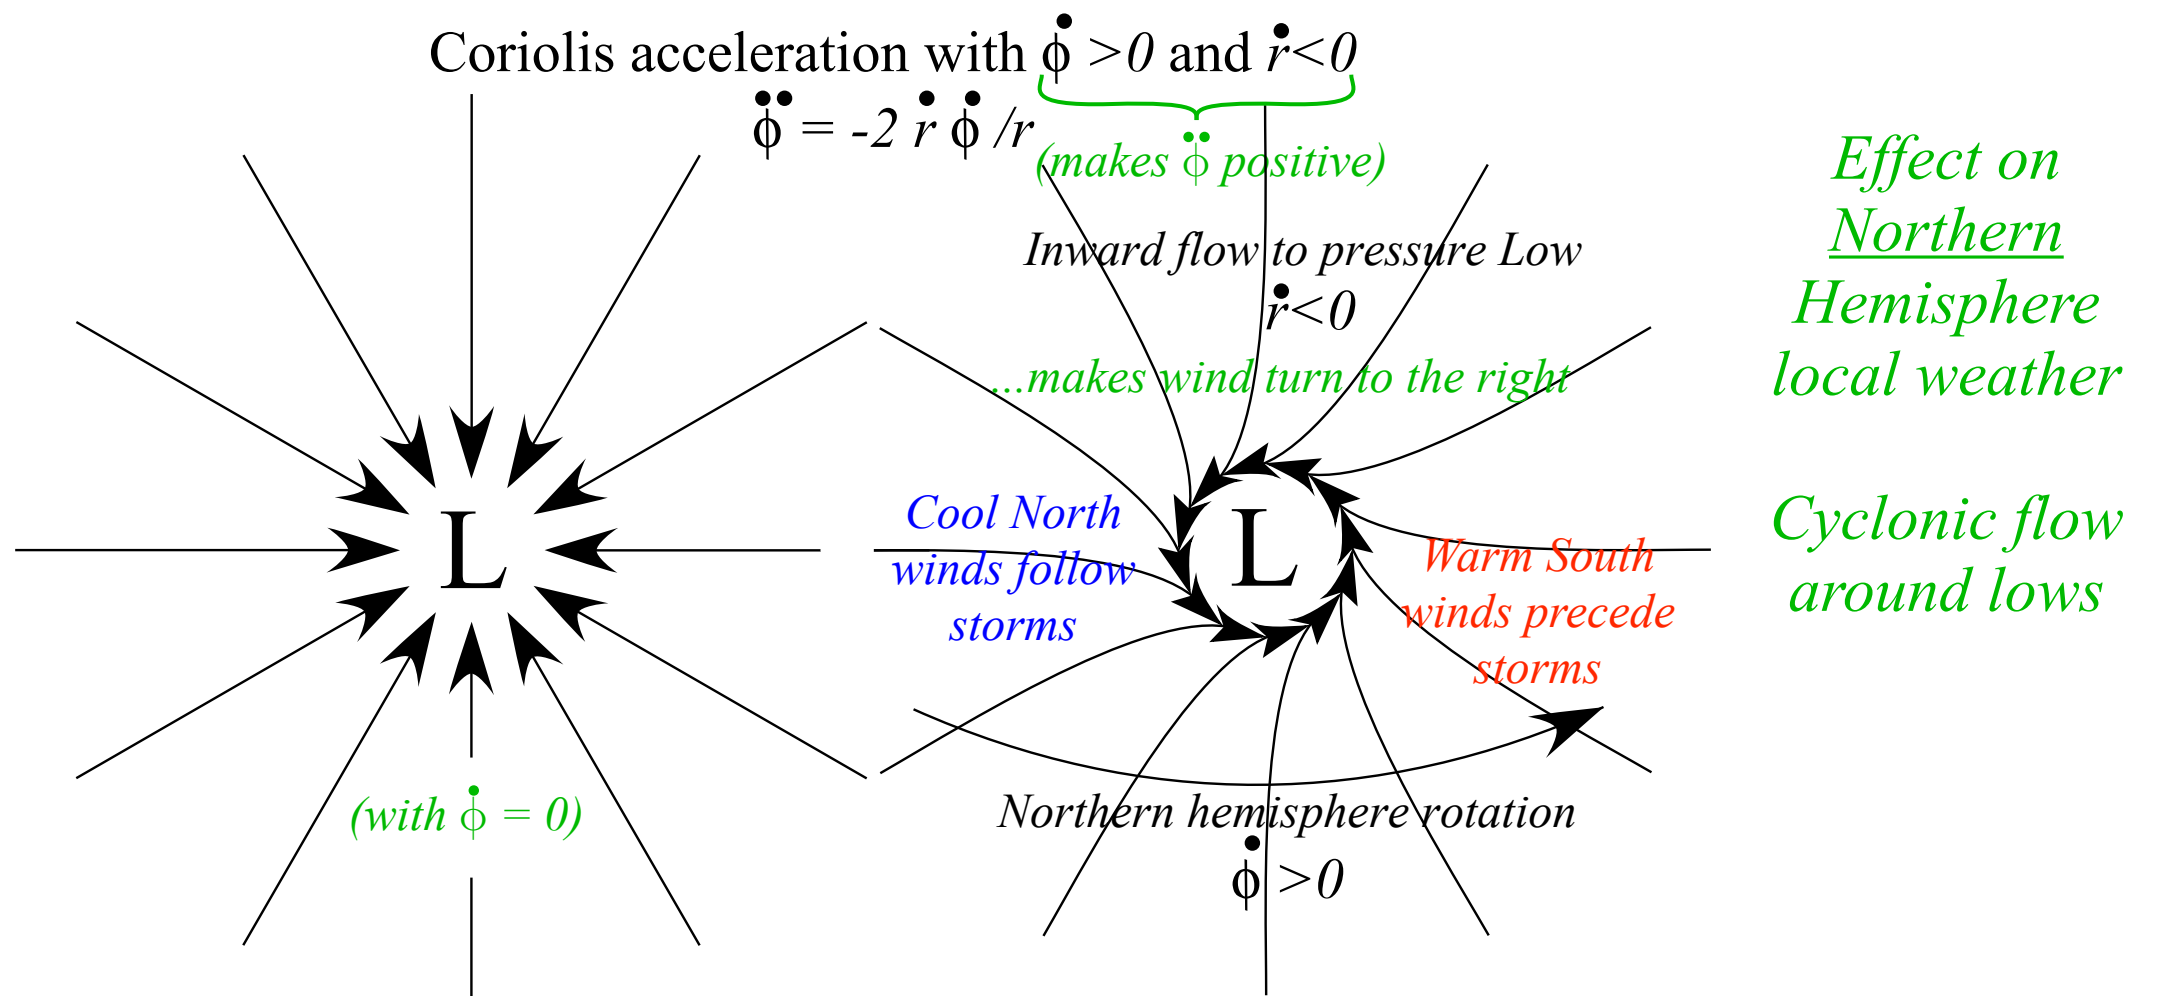 Coriolis acceleration with ϕ̇ >0 and ṙ<0
ϕ̈ = -2 ṙ ϕ̇ /r
(makes ϕ̈ positive)
Inward flow to pressure Low
ṙ<0
...makes wind turn to the right
L
(with ϕ̇ = 0)
Cool North
winds follow
storms
L
Warm South
winds precede
storms
Northern hemisphere rotation
ϕ̇ >0
Effect on
Northern
Hemisphere
local weather
Cyclonic flow
around lows